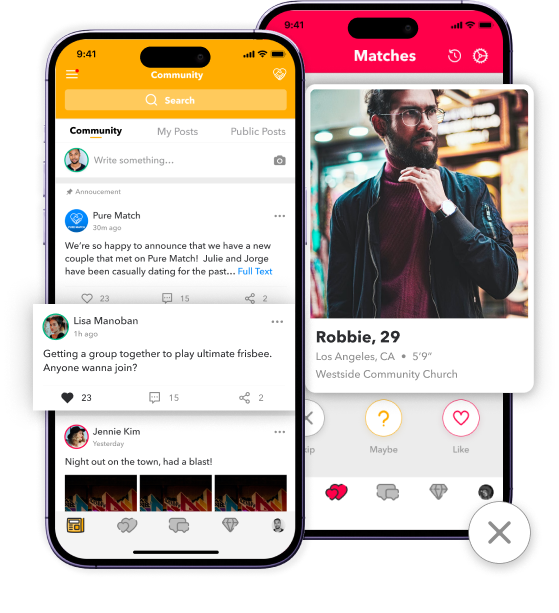 9:41
Community
Search
Community My Posts Public Posts
Write something...
Annoucement
Pure Match
30m ago
We're so happy to announce that we have a new
couple that met on Pure Match! Julie and Jorge
have been casually dating for the past... Full Text
23 15 2
Lisa Manoban
1h ago
Getting a group together to play ultimate frisbee.
Anyone wanna join?
23 15 2
Jennie Kim
Yesterday
Night out on the town, had a blast!
9:41
Matches
Robbie, 29
Los Angeles, CA • 5'9"
Westside Community Church
Maybe Like